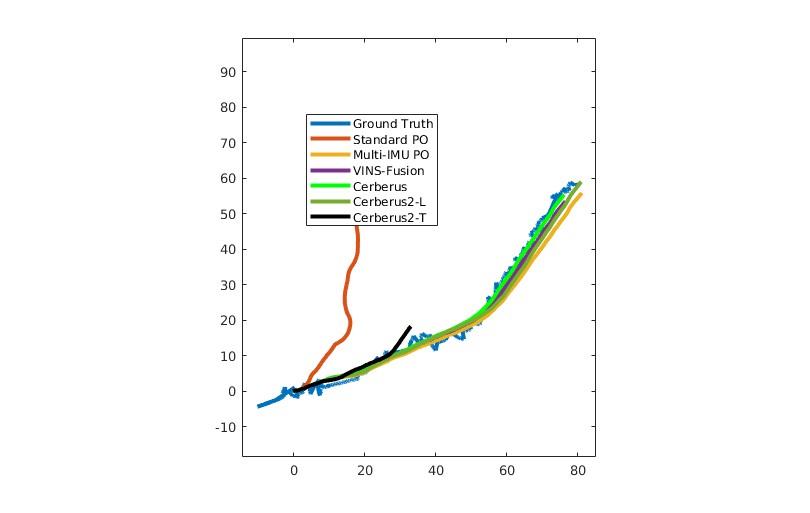 90
80
70
60
50
40
30
20
10
0
-10
Ground Truth
Standard PO
Multi-IMU PO
VINS-Fusion
Cerberus
Cerberus2-L
Cerberus2-T
0 20 40 60 80